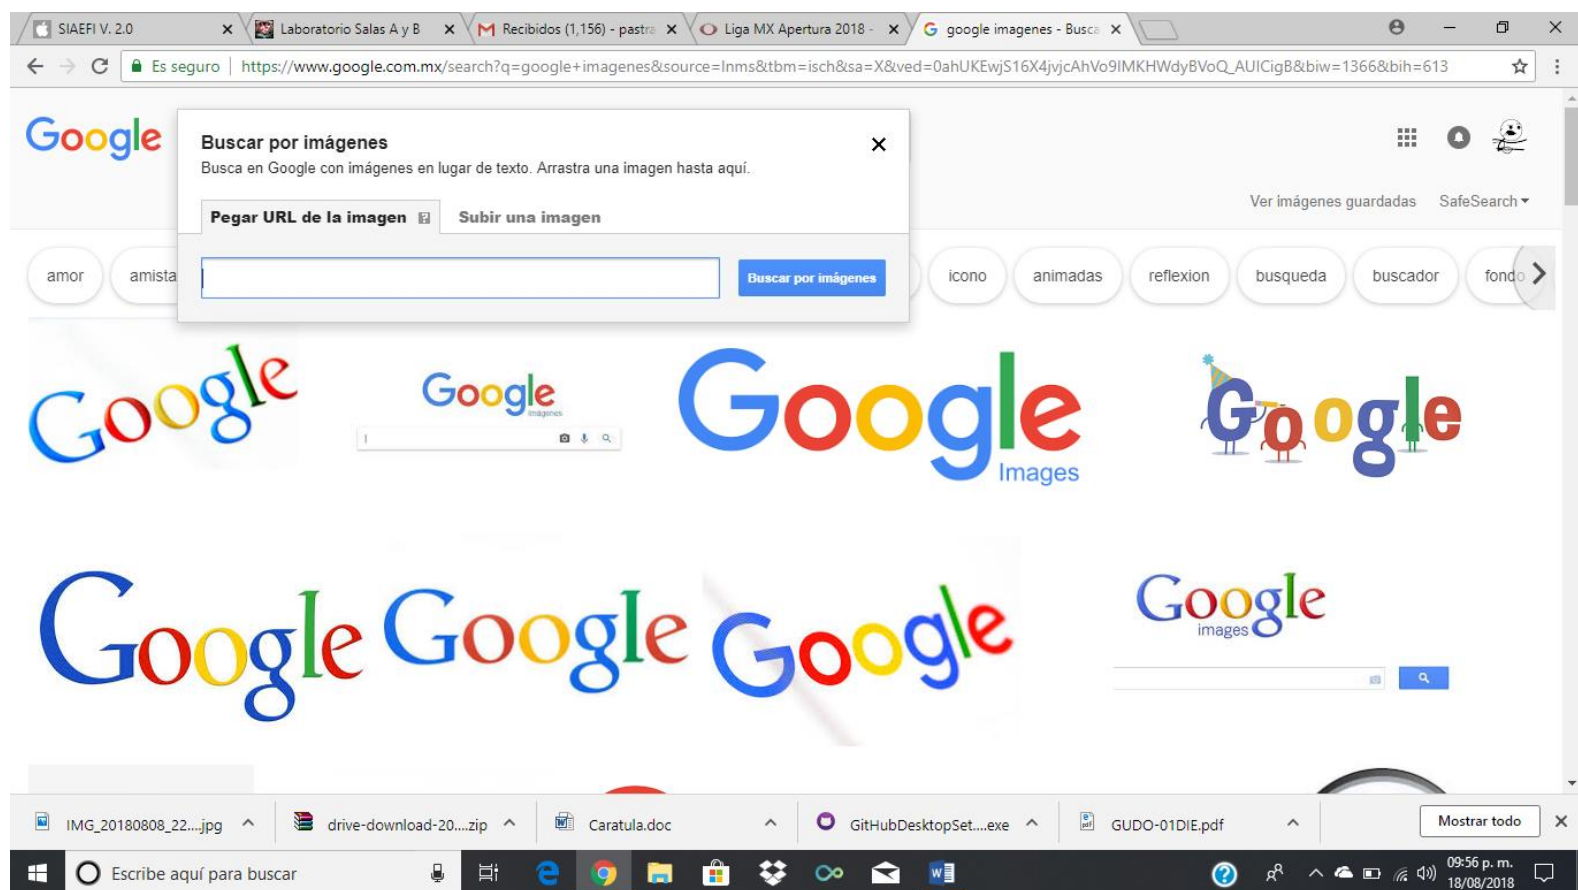 SIAEFI V. 2.0
Laboratorio Salas A y B
Recibidos (1,156) - pastra
Liga MX Apertura 2018 -
google imagenes - Busca
Es seguro
https://www.google.com.mx/search?q=google+imagenes&source=lnms&tbm=isch&sa=X&ved=0ahUKEwjS16X4jvjcAhVo9IMKHWdyBVoQ_AUICigB&biw=1366&bih=613
Google
Buscar por imágenes
Busca en Google con imágenes en lugar de texto. Arrastra una imagen hasta aquí.
Ver imágenes guardadas
SafeSearch
Pegar URL de la imagen
Subir una imagen
Buscar por imágenes
amor
amista
icono
animadas
reflexion
busqueda
buscador
fondo
Google
Google
imágenes
Google
Images
Google
Google
Google
Google
Google
images
IMG_20180808_22....jpg
drive-download-20....zip
Caratula.doc
GitHubDesktopSet....exe
GUDO-01DIE.pdf
Mostrar todo
Escribe aquí para buscar
09:56 p. m.
18/08/2018